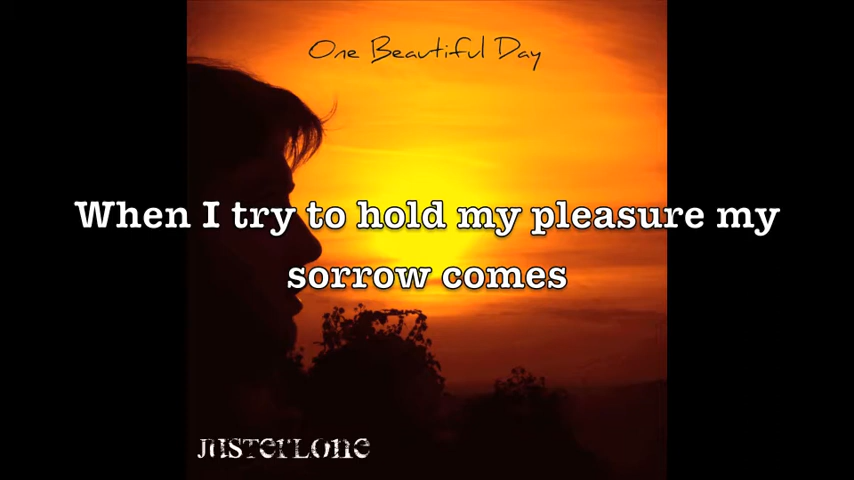 One Beautiful Day
When I try to hold my pleasure my
sorrow comes
JusterLone